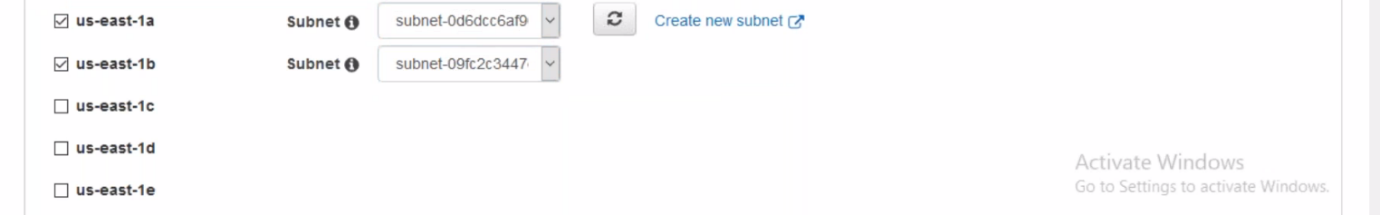 us-east-1a Subnet subnet-0d6dcc6af9 Create new subnet
us-east-1b Subnet subnet-09fc2c3447
us-east-1c
us-east-1d
us-east-1e
Activate Windows
Go to Settings to activate Windows.